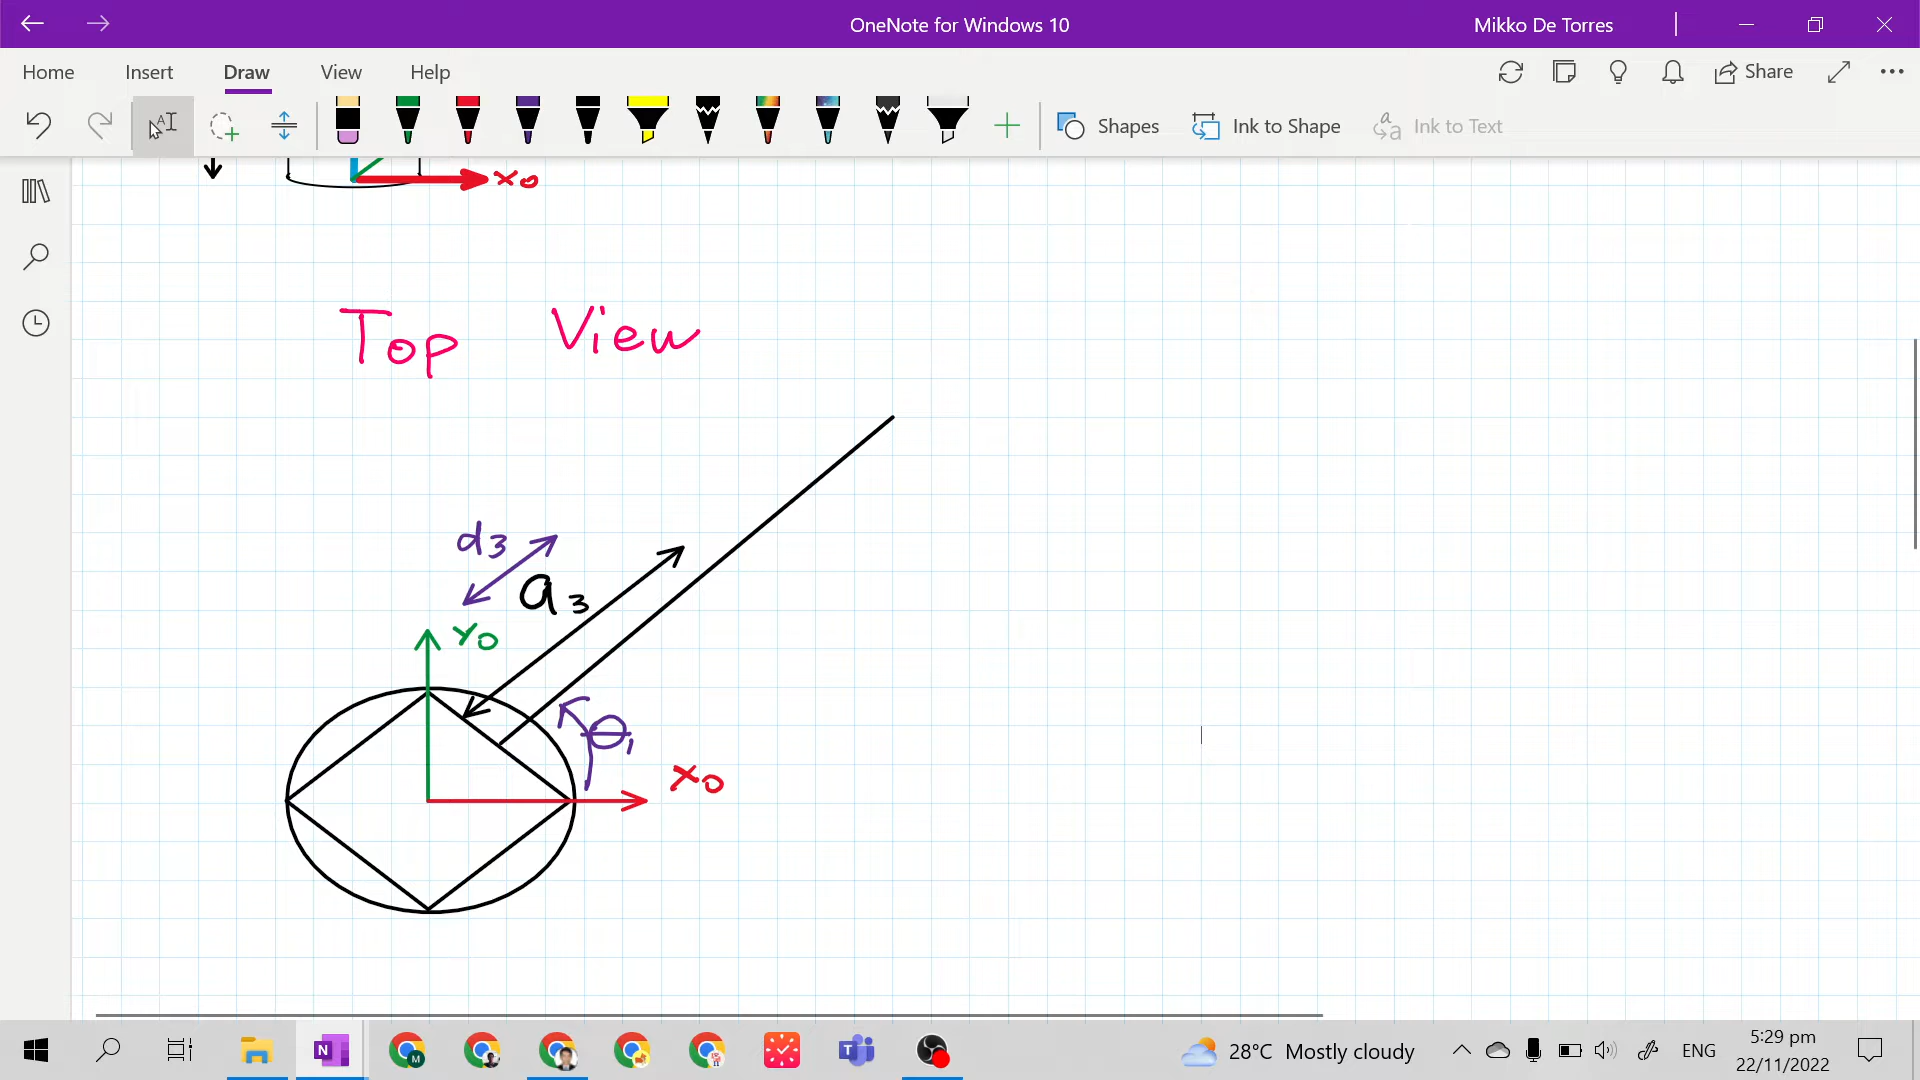 OneNote for Windows 10
Mikko De Torres
Home Insert Draw View Help
Share
Shapes
Ink to Shape
Ink to Text
x0
Top View
d3
a3
Y0
θ1
x0
28°C Mostly cloudy
ENG
5:29 pm
22/11/2022